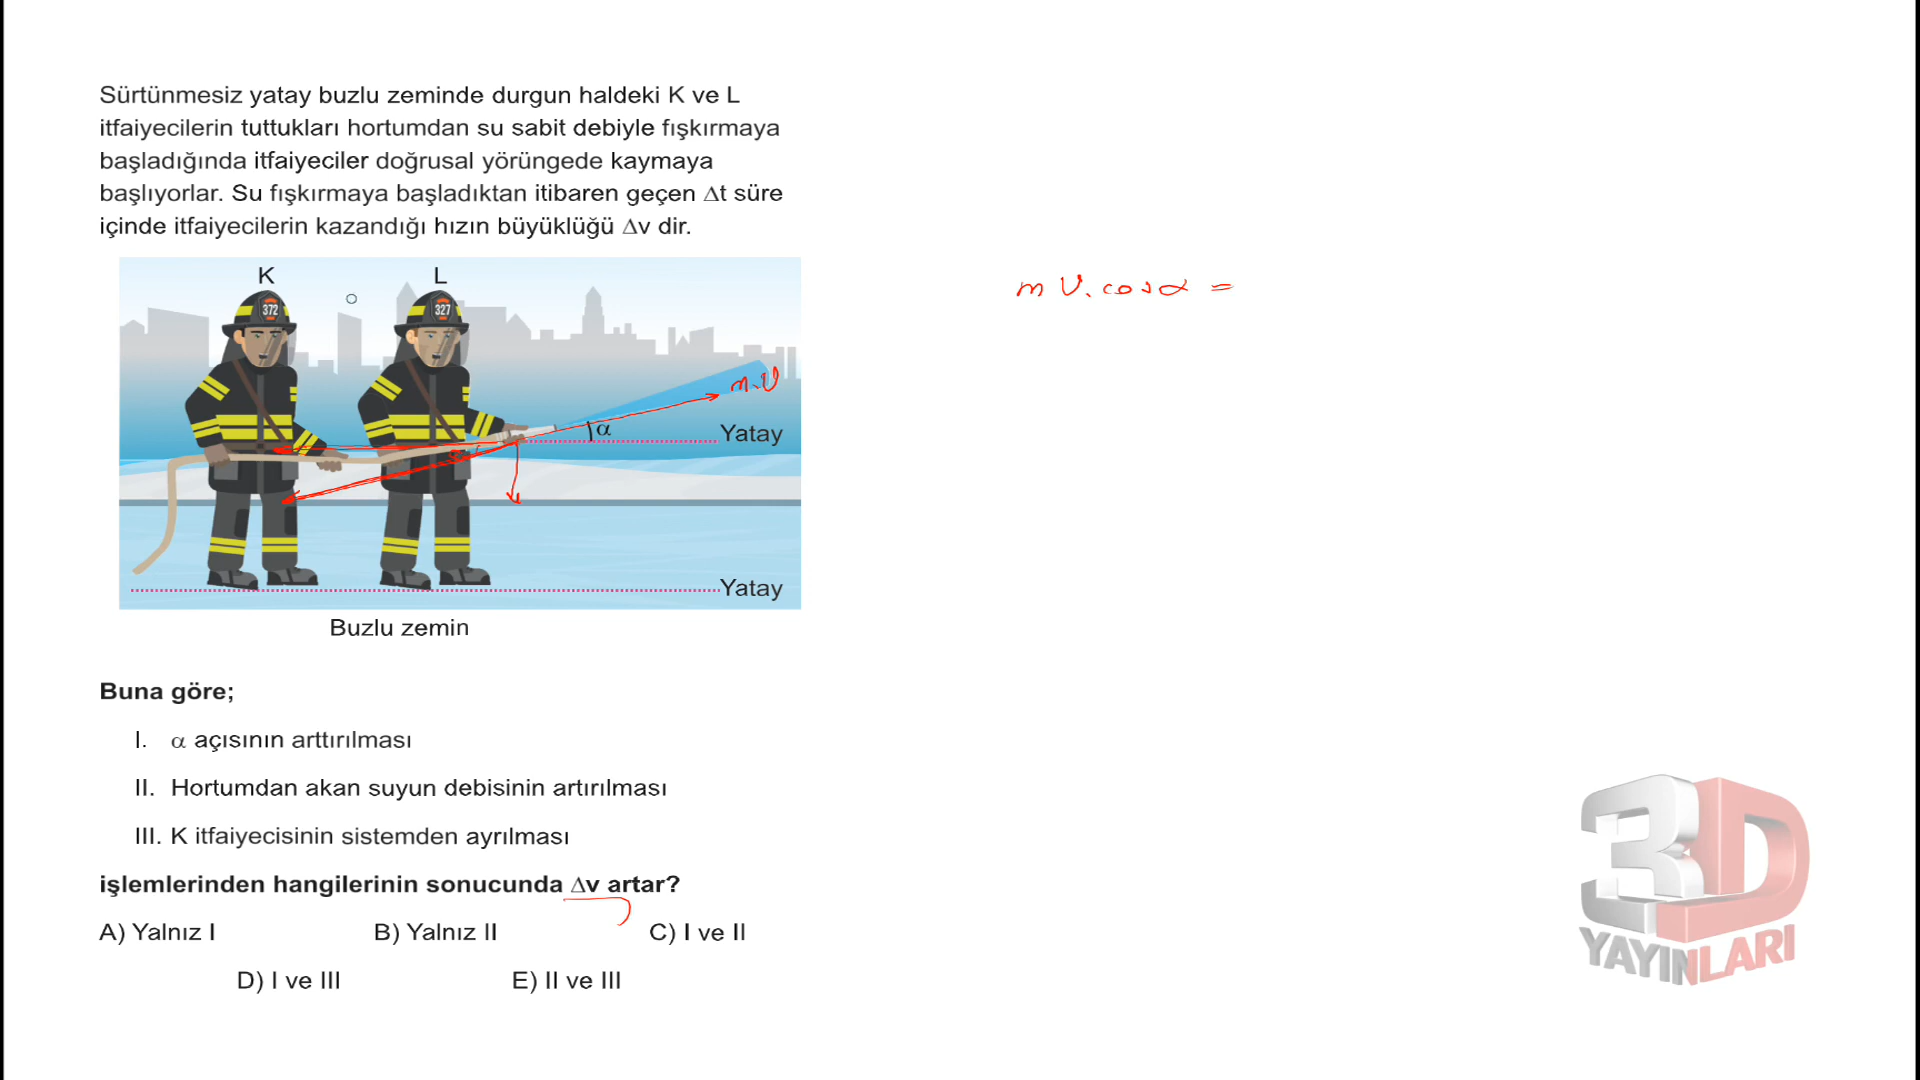 Sürtünmesiz yatay buzlu zeminde durgun haldeki K ve L
itfaiyecilerin tuttukları hortumdan su sabit debiyle fışkırmaya
başladığında itfaiyeciler doğrusal yörüngede kaymaya
başlıyorlar. Su fışkırmaya başladıktan itibaren geçen Δt süre
içinde itfaiyecilerin kazandığı hızın büyüklüğü Δv dir.
K L
372 327
m.V
α
Yatay
Yatay
Buzlu zemin
m V. cosα =
Buna göre;
I. α açısının arttırılması
II. Hortumdan akan suyun debisinin artırılması
III. K itfaiyecisinin sistemden ayrılması
işlemlerinden hangilerinin sonucunda Δv artar?
A) Yalnız I B) Yalnız II C) I ve II
D) I ve III E) II ve III
3D
YAYINLARI